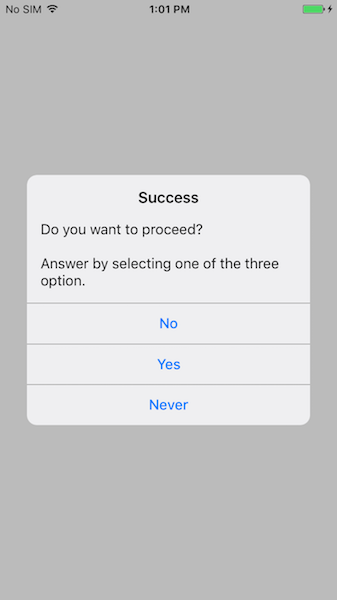 No SIM 1:01 PM
Success
Do you want to proceed?
Answer by selecting one of the three
option.
No
Yes
Never